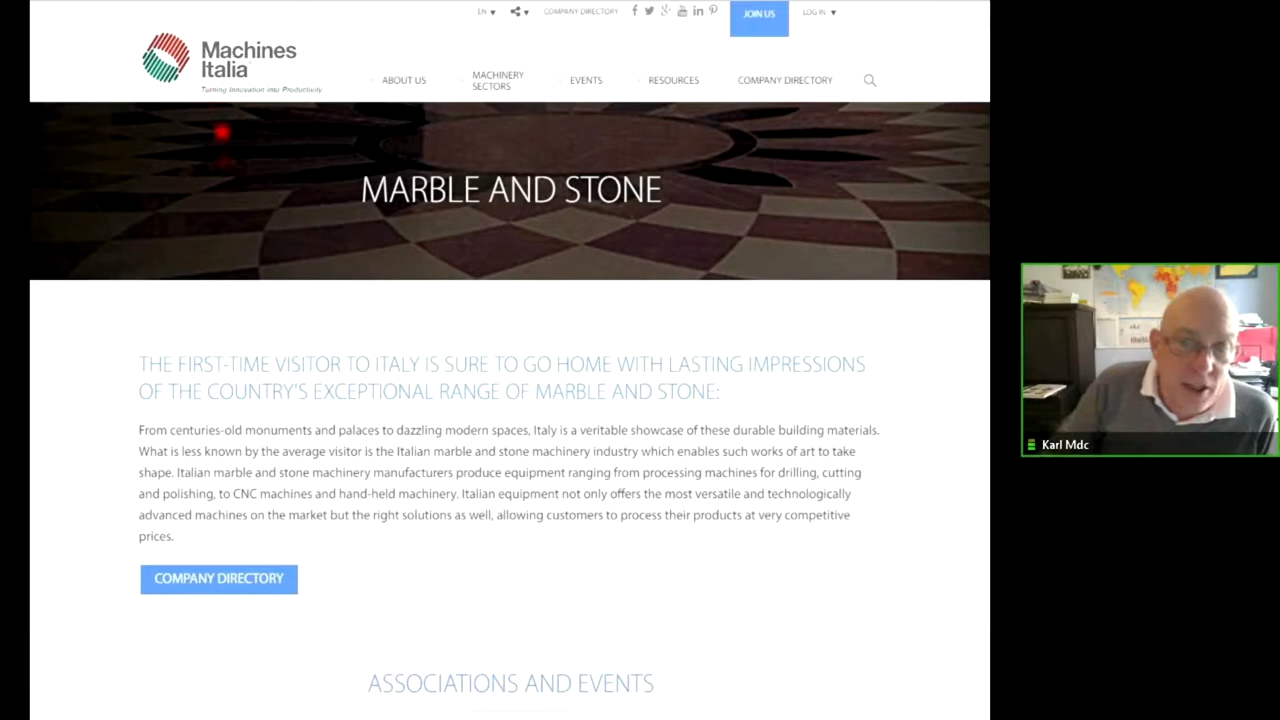 EN
COMPANY DIRECTORY
JOIN US
LOG IN
Machines
Italia
Turning Innovation into Productivity
ABOUT US
MACHINERY
SECTORS
EVENTS
RESOURCES
COMPANY DIRECTORY
MARBLE AND STONE
THE FIRST-TIME VISITOR TO ITALY IS SURE TO GO HOME WITH LASTING IMPRESSIONS
OF THE COUNTRY'S EXCEPTIONAL RANGE OF MARBLE AND STONE:
From centuries-old monuments and palaces to dazzling modern spaces, Italy is a veritable showcase of these durable building materials.
What is less known by the average visitor is the Italian marble and stone machinery industry which enables such works of art to take
shape. Italian marble and stone machinery manufacturers produce equipment ranging from processing machines for drilling, cutting
and polishing, to CNC machines and hand-held machinery. Italian equipment not only offers the most versatile and technologically
advanced machines on the market but the right solutions as well, allowing customers to process their products at very competitive
prices.
COMPANY DIRECTORY
Karl Mdc
ASSOCIATIONS AND EVENTS